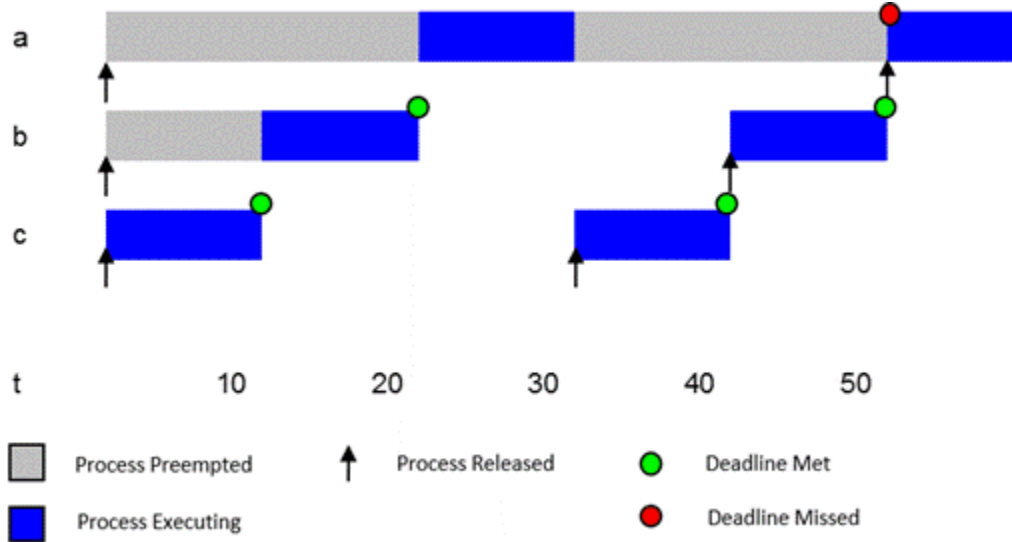 a
b
c
t 10 20 30 40 50
Process Preempted
Process Released
Deadline Met
Process Executing
Deadline Missed